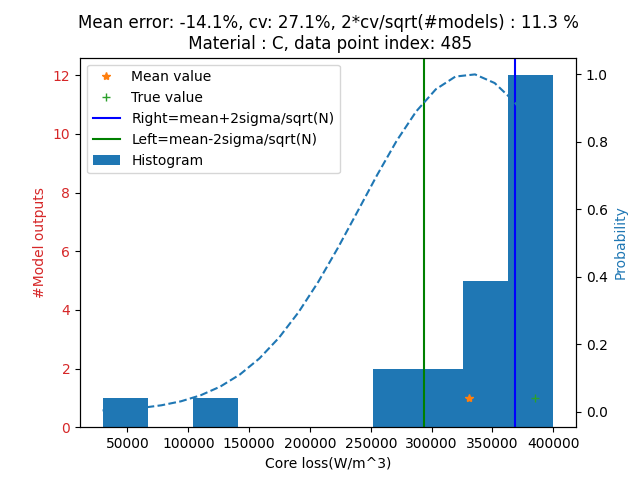 Mean error: -14.1%, cv: 27.1%, 2*cv/sqrt(#models) : 11.3 %
Material : C, data point index: 485
Mean value
True value
Right=mean+2sigma/sqrt(N)
Left=mean-2sigma/sqrt(N)
Histogram
#Model outputs
12
10
8
6
4
2
0
1.0
0.8
0.6
0.4
0.2
0.0
Probability
50000 100000 150000 200000 250000 300000 350000 400000
Core loss(W/m^3)